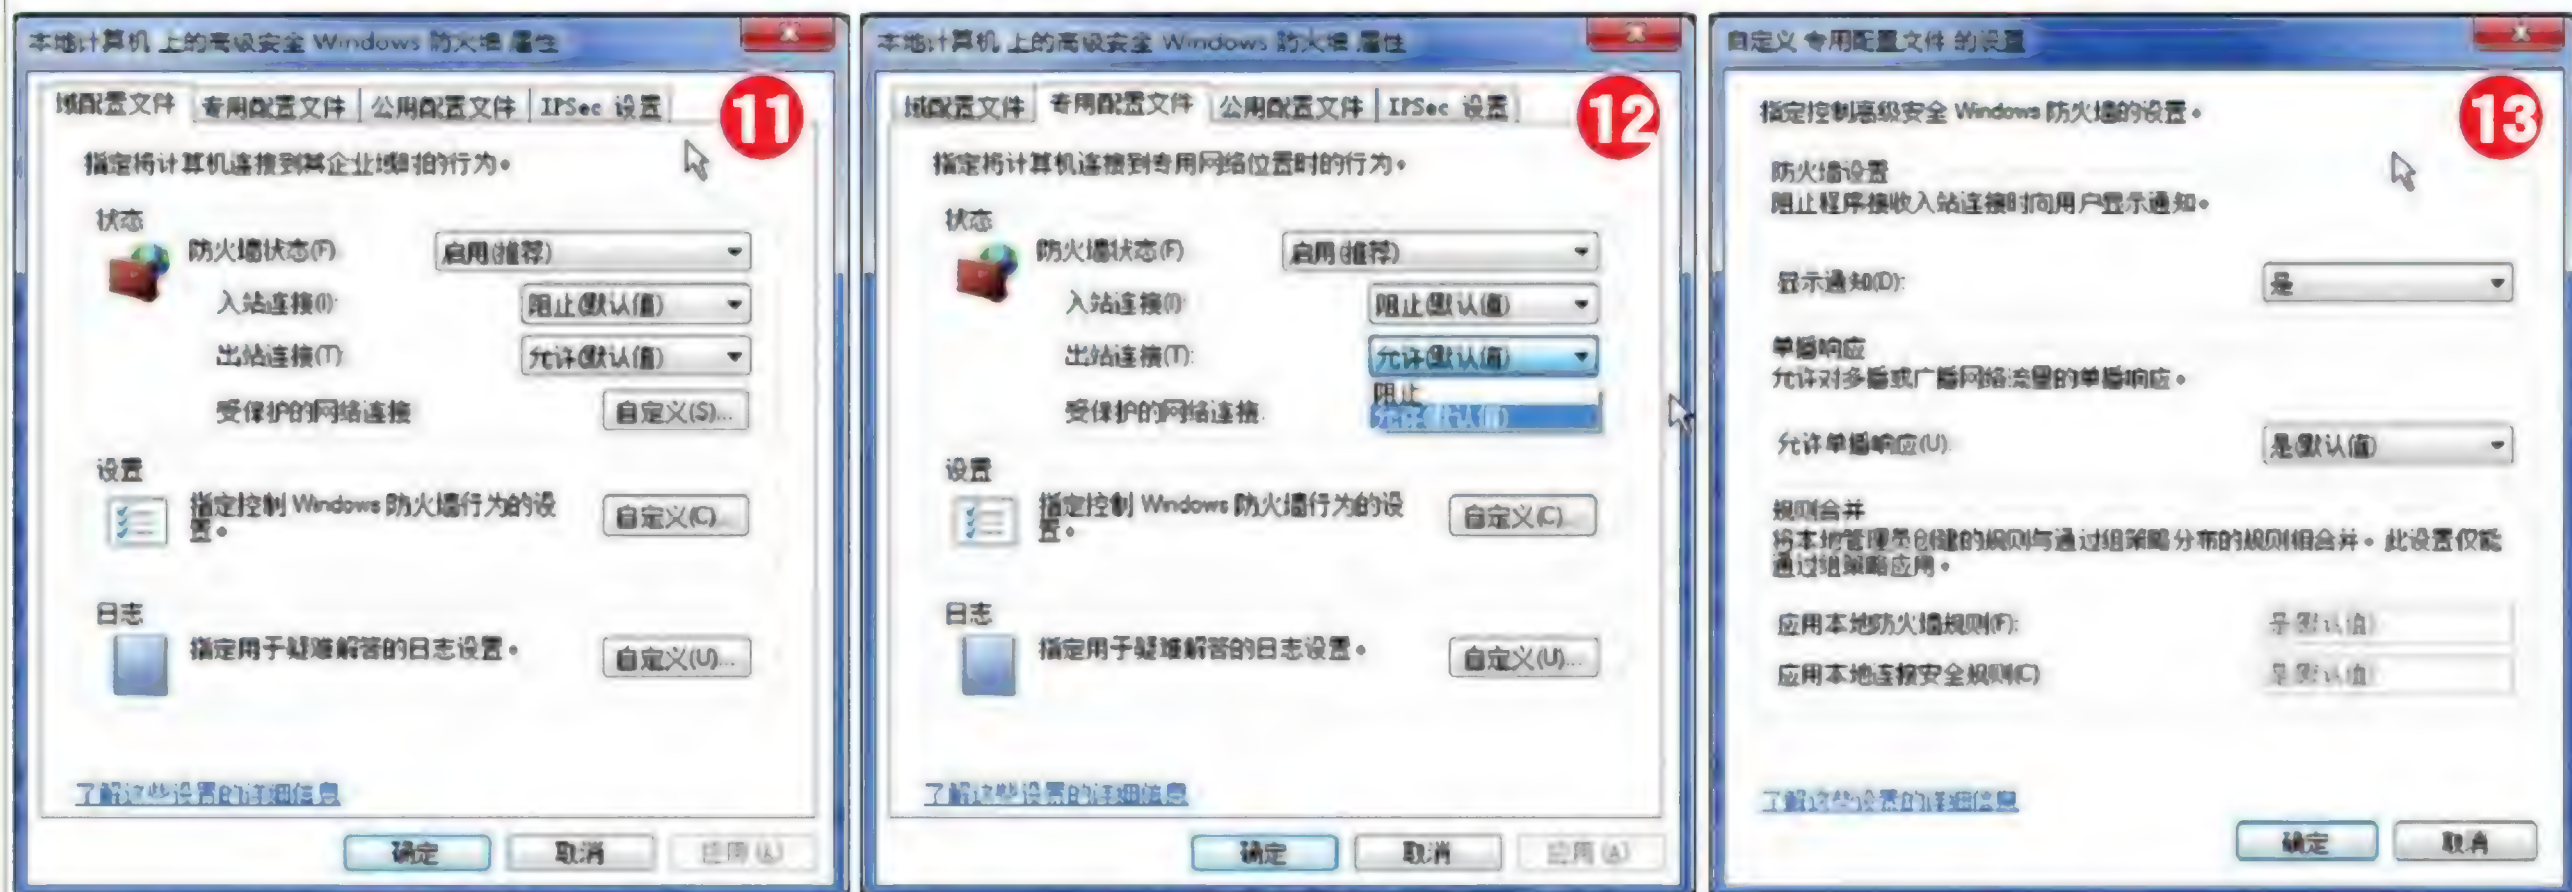 本地计算机 上的高级安全 Windows 防火墙 属性
11
域配置文件 专用配置文件 公用配置文件 IPSec 设置
指定将计算机连接到其企业域时的行为。
状态
防火墙状态(F) 启用(推荐)
入站连接(I): 阻止(默认值)
出站连接(T) 允许(默认值)
受保护的网络连接 自定义(S)...
设置
指定控制 Windows 防火墙行为的设
置。
自定义(C)...
日志
指定用于疑难解答的日志设置。 自定义(U)...
了解这些设置的详细信息
确定 取消 应用(A)
本地计算机 上的高级安全 Windows 防火墙 属性
12
域配置文件 专用配置文件 公用配置文件 IPSec 设置
指定将计算机连接到专用网络位置时的行为。
状态
防火墙状态(F) 启用(推荐)
入站连接(I): 阻止(默认值)
出站连接(T): 允许(默认值)
阻止
允许(默认值)
受保护的网络连接:
设置
指定控制 Windows 防火墙行为的设
置。
自定义(C)...
日志
指定用于疑难解答的日志设置。 自定义(U)...
了解这些设置的详细信息
确定 取消 应用(A)
自定义 专用配置文件 的设置
13
指定控制高级安全 Windows 防火墙的设置。
防火墙设置
阻止程序接收入站连接时向用户显示通知。
显示通知(D): 是
单播响应
允许对多播或广播网络流量的单播响应。
允许单播响应(U): 是(默认值)
规则合并
将本地管理员创建的规则与通过组策略分布的规则相合并。此设置仅能
通过组策略应用。
应用本地防火墙规则(F): 是(默认值)
应用本地连接安全规则(C) 是(默认值)
了解这些设置的详细信息
确定 取消